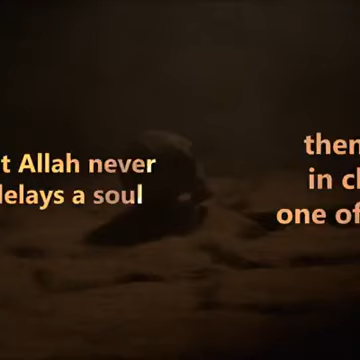 t Allah never
delays a soul
then
in c
one of